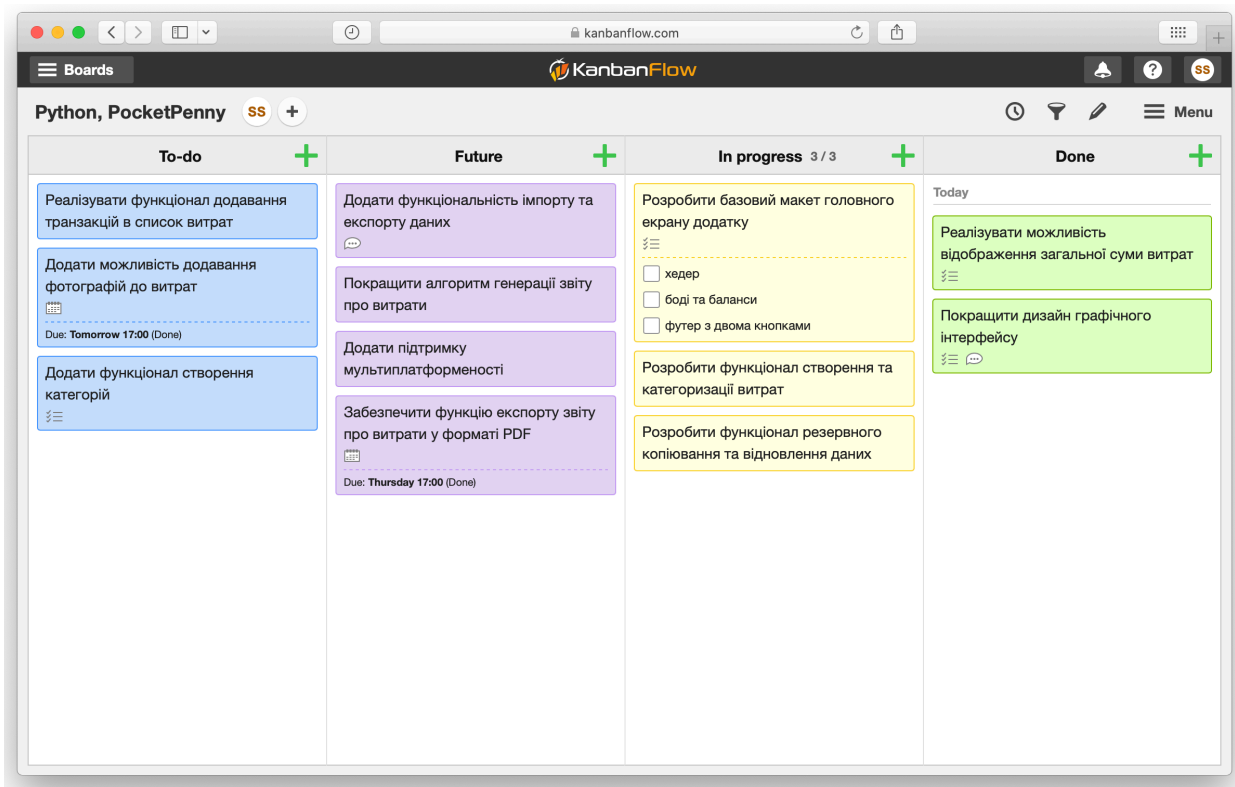 kanbanflow.com
Boards
KanbanFlow
SS
Python, PocketPenny SS
Menu
To-do
Реалізувати функціонал додавання
транзакцій в список витрат
Додати можливість додавання
фотографій до витрат
Due: Tomorrow 17:00 (Done)
Додати функціонал створення
категорій
Future
Додати функціональність імпорту та
експорту даних
Покращити алгоритм генерації звіту
про витрати
Додати підтримку
мультиплатформеності
Забезпечити функцію експорту звіту
про витрати у форматі PDF
Due: Thursday 17:00 (Done)
In progress 3 / 3
Розробити базовий макет головного
екрану додатку
хедер
боді та баланси
футер з двома кнопками
Розробити функціонал створення та
категоризації витрат
Розробити функціонал резервного
копіювання та відновлення даних
Done
Today
Реалізувати можливість
відображення загальної суми витрат
Покращити дизайн графічного
інтерфейсу